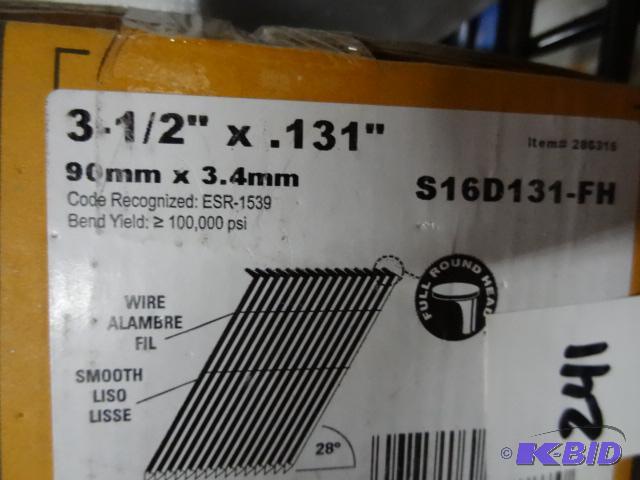 3-1/2" x .131"
90mm x 3.4mm
Item# 286316
Code Recognized: ESR-1539
S16D131-FH
Bend Yield: ≥ 100,000 psi
FULL ROUND HEAD
WIRE
ALAMBRE
FIL
SMOOTH
LISO
LISSE
28°
241
© K-BID